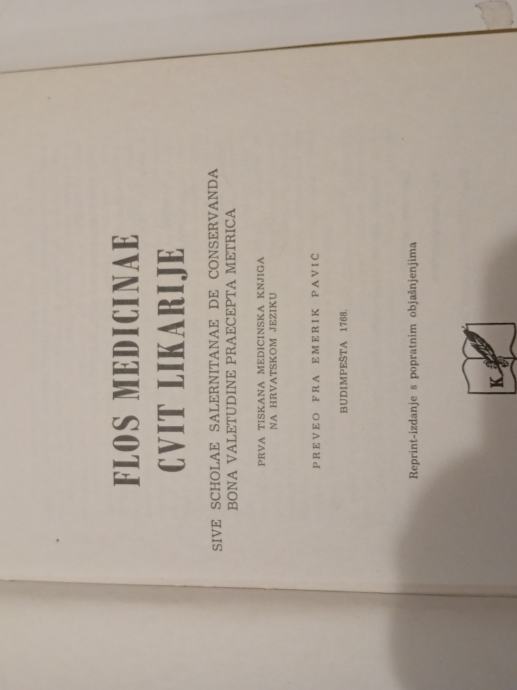 FLOS MEDICINAE
CVIT LIKARIJE
SIVE SCHOLAE SALERNITANAE DE CONSERVANDA
BONA VALETUDINE PRAECEPTA METRICA
PRVA TISKANA MEDICINSKA KNJIGA
NA HRVATSKOM JEZIKU
PREVEO FRA EMERIK PAVIĆ
BUDIMPEŠTA 1768.
Reprint-izdanje s popratnim objašnjenjima
K